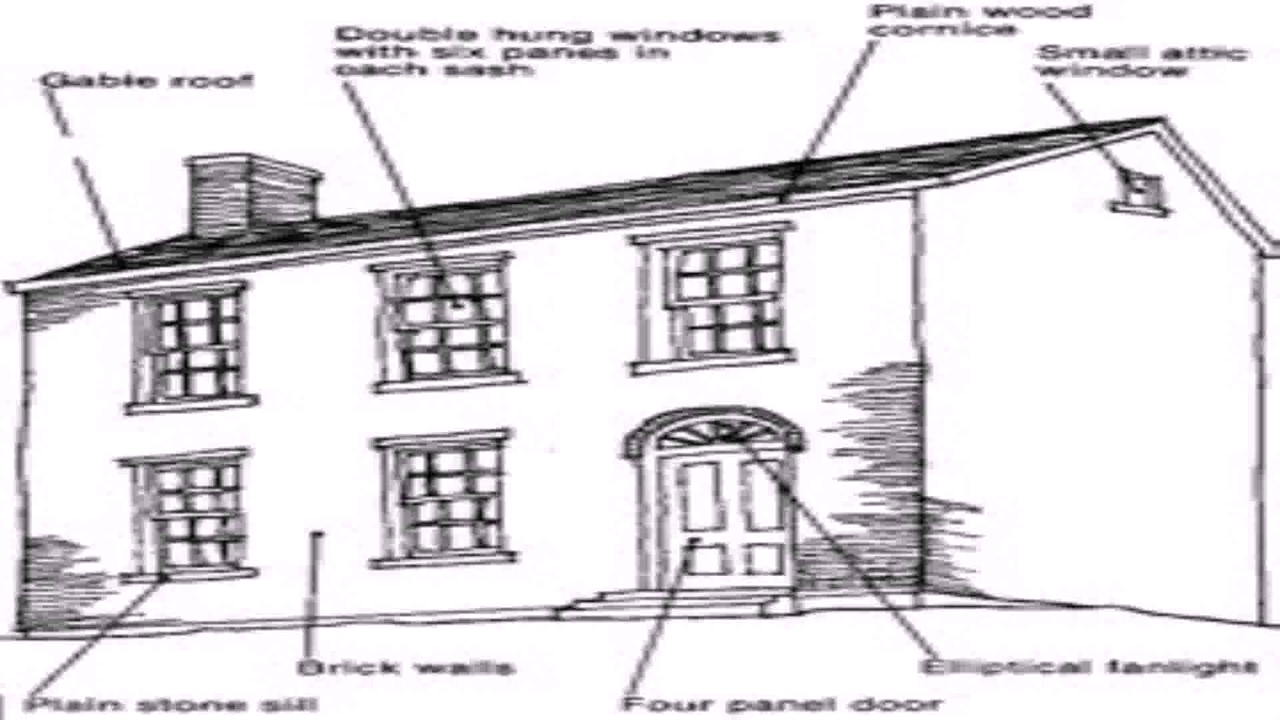 Plain wood
cornice
Double hung windows
with six panes in
each sash
Small attic
window
Gable roof
Brick walls
Elliptical fanlight
Plain stone sill
Four panel door